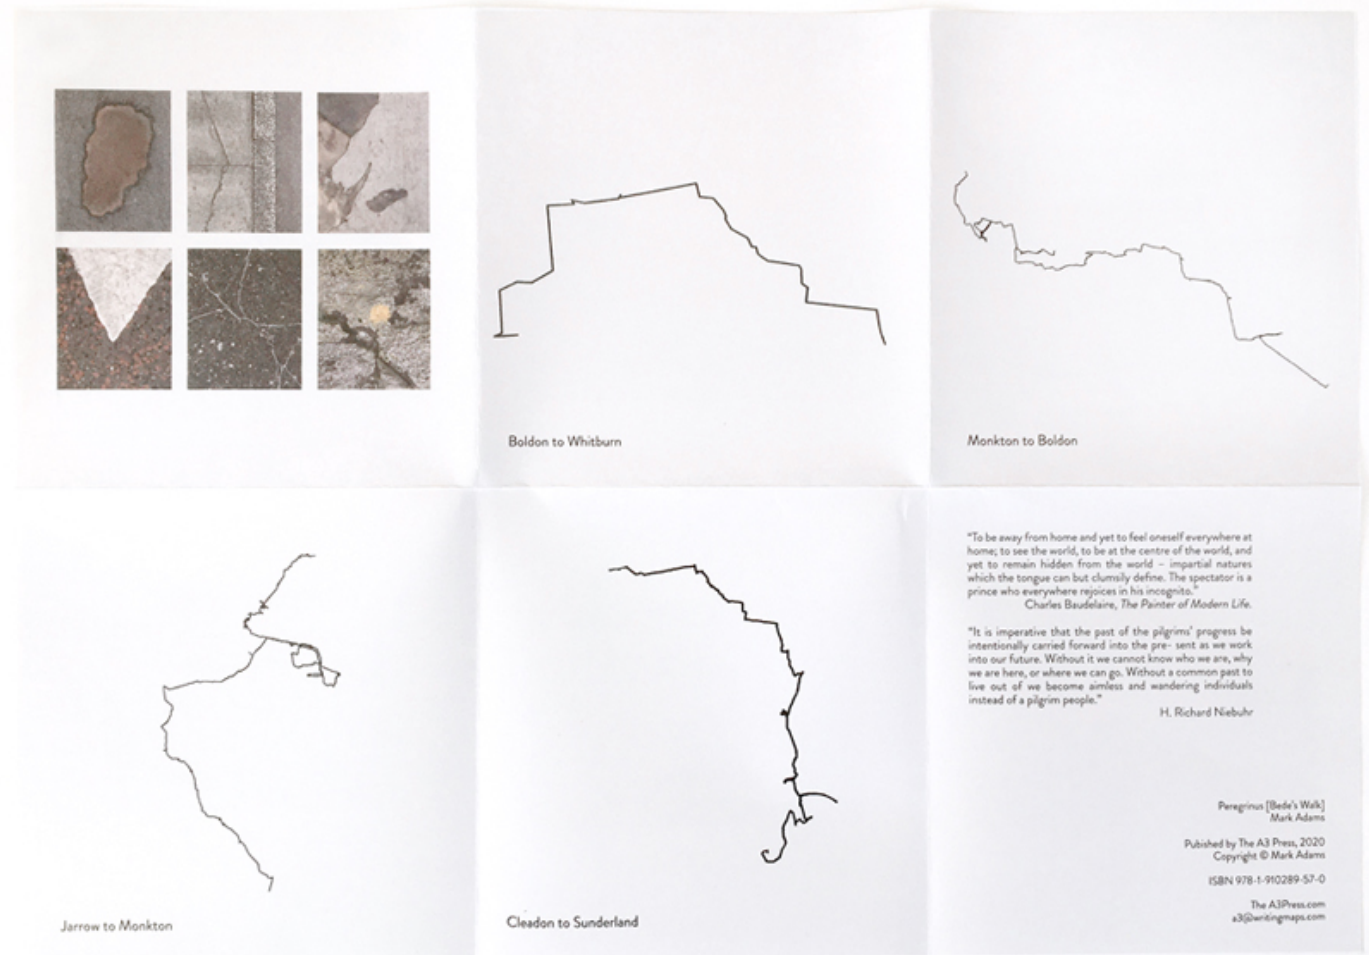 Boldon to Whitburn
Monkton to Boldon
Jarrow to Monkton
Cleadon to Sunderland
"To be away from home and yet to feel oneself everywhere at
home; to see the world, to be at the centre of the world, and
yet to remain hidden from the world – impartial natures
which the tongue can but clumsily define. The spectator is a
prince who everywhere rejoices in his incognito."
Charles Baudelaire, The Painter of Modern Life.
"It is imperative that the past of the pilgrims' progress be
intentionally carried forward into the pre- sent as we work
into our future. Without it we cannot know who we are, why
we are here, or where we can go. Without a common past to
live out of we become aimless and wandering individuals
instead of a pilgrim people."
H. Richard Niebuhr
Peregrinus [Bede's Walk]
Mark Adams
Pubished by The A3 Press, 2020
Copyright © Mark Adams
ISBN 978-1-910289-57-0
The A3Press.com
a3@writingmaps.com